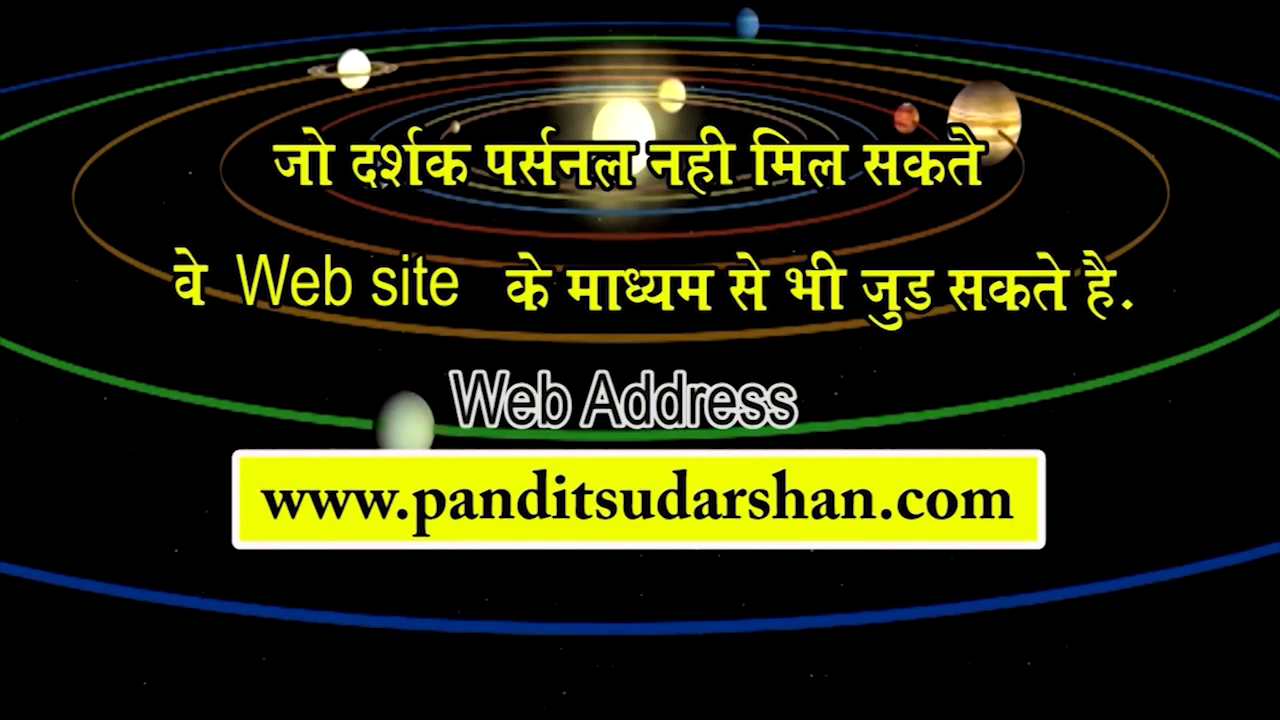 जो दर्शक पर्सनल नही मिल सकते
वे Web site के माध्यम से भी जुड सकते है.
Web Address
www.panditsudarshan.com